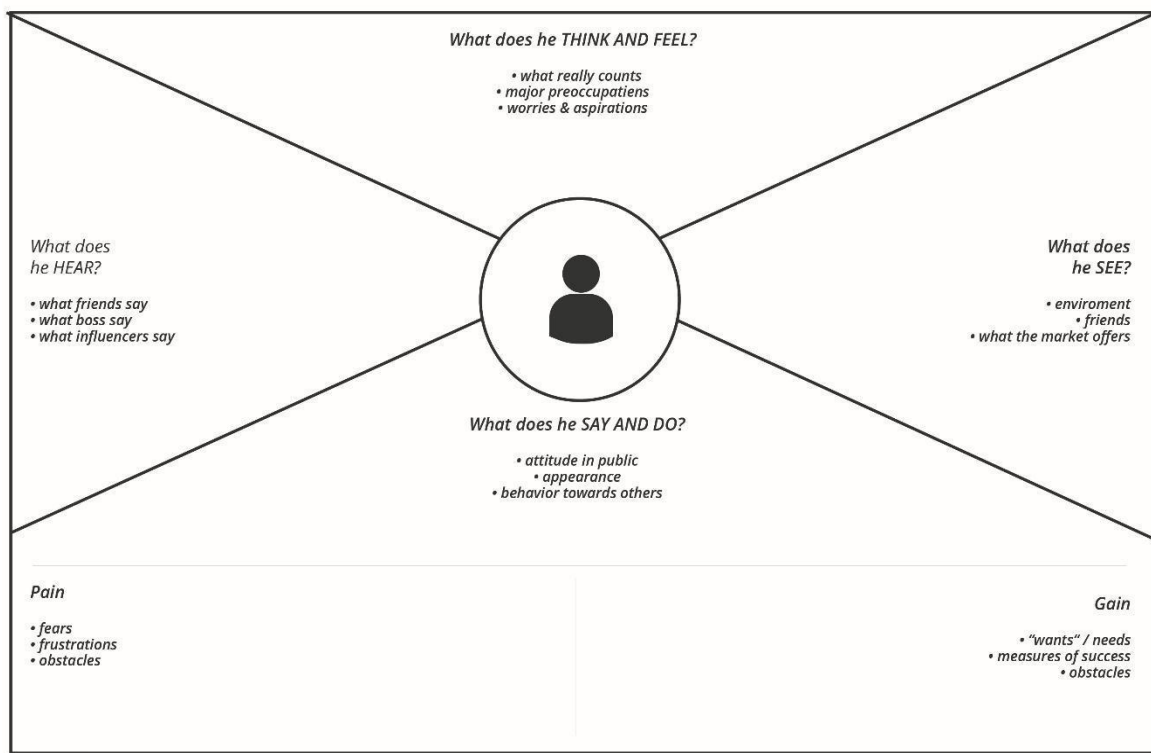 What does he THINK AND FEEL?
• what really counts
• major preoccupatiens
• worries & aspirations
What does
he HEAR?
• what friends say
• what boss say
• what influencers say
What does
he SEE?
• enviroment
• friends
• what the market offers
What does he SAY AND DO?
• attitude in public
• appearance
• behavior towards others
Pain
• fears
• frustrations
• obstacles
Gain
• “wants” / needs
• measures of success
• obstacles